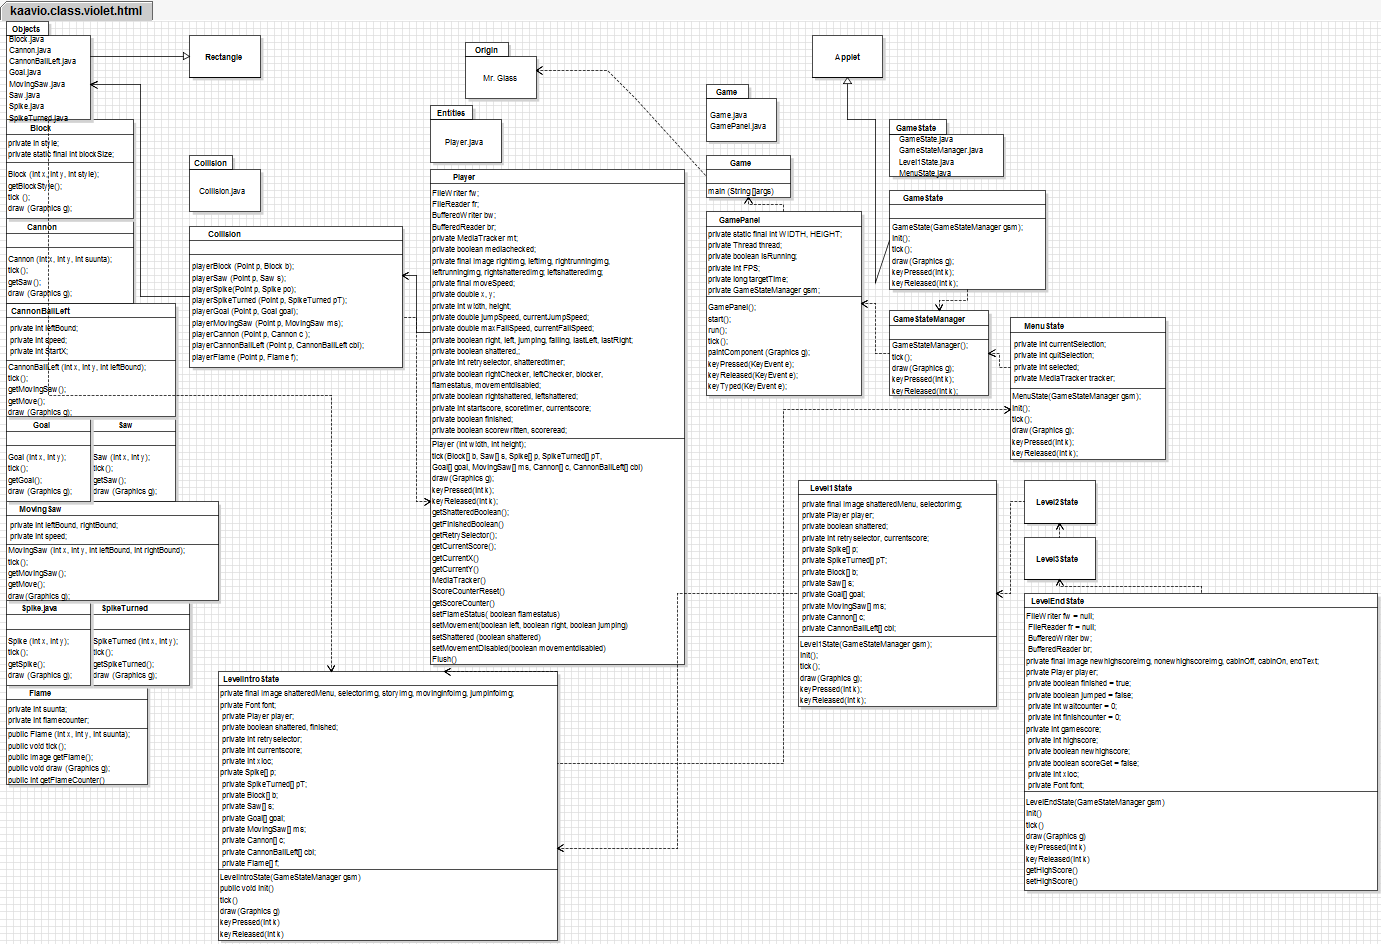 kaavio.class.violet.html
Objects
Block.java
Cannon.java
CannonBallLeft.java
Goal.java
MovingSaw.java
Saw.java
Spike.java
SpikeTurned.java
Rectangle
Block
private in style;
private static final int blockSize;
Block (int x, int y, int style);
getBlockStyle();
tick ();
draw (Graphics g);
Cannon
Cannon (int x, int y, int suunta);
tick();
getSaw();
draw (Graphics g);
CannonBallLeft
private int leftBound;
private int speed;
private int StartX;
CannonBallLeft (int x, int y, int leftBound);
tick();
getMovingSaw();
getMove();
draw (Graphics g);
Goal
Goal (int x, int y);
tick();
getGoal();
draw (Graphics g);
Saw
Saw (int x, int y);
tick();
getSaw();
draw (Graphics g);
MovingSaw
private int leftBound, rightBound;
private int speed;
MovingSaw (int x, int y, int leftBound, int rightBound);
tick();
getMovingSaw();
getMove();
draw(Graphics g);
Spike.java
Spike (int x, int y);
tick();
getSpike();
draw (Graphics g);
SpikeTurned
SpikeTurned (int x, int y);
tick();
getSpikeTurned();
draw (Graphics g);
Flame
private int suunta;
private int flamecounter;
public Flame (int x, int y, int suunta);
public void tick();
public Image getFlame();
public void draw (Graphics g);
public int getFlameCounter()
Collision
Collision.java
Collision
playerBlock (Point p, Block b);
playerSaw (Point p, Saw s);
playerSpike(Point p, Spike po);
playerSpikeTurned (Point p, SpikeTurned pT);
playerGoal (Point p, Goal goal);
playerMovingSaw (Point p, MovingSaw ms);
playerCannon (Point p, Cannon c );
playerCannonBallLeft (Point p, CannonBallLeft cbl);
playerFlame (Point p, Flame f);
Origin
Mr. Glass
Entities
Player.java
Player
FileWriter fw;
FileReader fr;
BufferedWriter bw;
BufferedReader br;
private MediaTracker mt;
private boolean mediachecked;
private final image rightimg, leftimg, rightrunningimg,
leftrunningimg, rightshatteredimg; leftshatteredimg;
private final moveSpeed;
private double x, y;
private int width, height;
private double jumpSpeed, currentJumpSpeed;
private double maxFallSpeed, currentFallSpeed;
private boolean right, left, jumping, falling, lastLeft, lastRight;
private boolean shattered,;
private int retryselector, shatteredtimer;
private boolean rightChecker, leftChecker, blocker,
flamestatus, movementdisabled;
private boolean rightshattered, leftshattered;
private int startscore, scoretimer, currentscore;
private boolean finished;
private boolean scorewritten, scoreread;
Player (int width, int height);
tick(Block[] b, Saw[] s, Spike[] p, SpikeTurned[] pT,
Goal[] goal, MovingSaw[] ms, Cannon[] c, CannonBallLeft[] cbl)
draw(Graphics g);
keyPressed(int k);
keyReleased(int k);
getShatteredBoolean();
getFinishedBoolean()
getRetrySelector();
getCurrentScore();
getCurrentX()
getCurrentY()
MediaTracker()
ScoreCounterReset()
getScoreCounter()
setFlameStatus( boolean flamestatus)
setMovement(boolean left, boolean right, boolean jumping)
setShattered (boolean shattered)
setMovementDisabled(boolean movementdisabled)
Flush()
LevelIntroState
private final image shatteredMenu, selectorimg, storyimg, movinginfoimg, jumpinfoimg;
private Font font;
private Player player;
private boolean shattered, finished;
private int retryselector;
private int currentscore;
private int xloc;
private Spike[] p;
private SpikeTurned[] pT;
private Block[] b;
private Saw[] s;
private Goal[] goal;
private MovingSaw[] ms;
private Cannon[] c;
private CannonBallLeft[] cbl;
private Flame[] f;
LevelIntroState(GameStateManager gsm)
public void init()
tick()
draw(Graphics g)
keyPressed(int k)
keyReleased(int k)
Applet
Game
Game.java
GamePanel.java
Game
main (String []args)
GamePanel
private static final int WIDTH, HEIGHT;
private Thread thread;
private boolean isRunning;
private int FPS;
private long targetTime;
private GameStateManager gsm;
GamePanel();
start();
run();
tick();
paintComponent (Graphics g);
keyPressed(KeyEvent e);
keyReleased(KeyEvent e);
keyTyped(KeyEvent e);
GameState
GameState.java
GameStateManager.java
Level1State.java
MenuState.java
GameState
GameState(GameStateManager gsm);
init();
tick();
draw(Graphics g);
keyPressed(int k);
keyReleased(int k);
GameStateManager
GameStateManager();
tick();
draw(Graphics g);
keyPressed(int k);
keyReleased(int k);
MenuState
private int currentSelection;
private int quitSelection;
private int selected;
private MediaTracker tracker;
MenuState(GameStateManager gsm);
init();
tick();
draw(Graphics g);
keyPressed(int k);
keyReleased(int k);
Level1State
private final image shatteredMenu, selectorimg;
private Player player;
private boolean shattered;
private int retryselector, currentscore;
private Spike[] p;
private SpikeTurned[] pT;
private Block[] b;
private Saw[] s;
private Goal[] goal;
private MovingSaw[] ms;
private Cannon[] c;
private CannonBallLeft[] cbl;
Level1State(GameStateManager gsm);
init();
tick();
draw(Graphics g);
keyPressed(int k);
keyReleased(int k);
Level2State
Level3State
LevelEndState
FileWriter fw = null;
FileReader fr = null;
BufferedWriter bw;
BufferedReader br;
private final image newhighscoreimg, nonewhighscoreimg, cabinOff, cabinOn, endText;
private Player player;
private boolean finished = true;
private boolean jumped = false;
private int waitcounter = 0;
private int finishcounter = 0;
private int gamescore;
private int highscore;
private boolean newhighscore;
private boolean scoreGet = false;
private int xloc;
private Font font;
LevelEndState(GameStateManager gsm)
init()
tick()
draw(Graphics g)
keyPressed(int k)
keyReleased(int k)
getHighScore()
setHighScore()